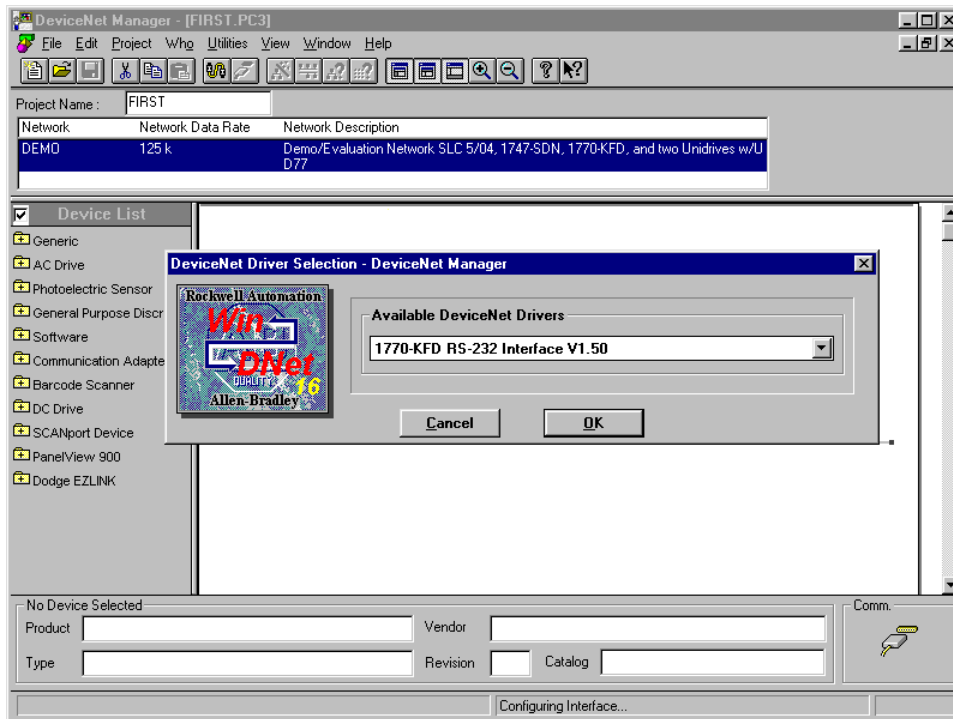 DeviceNet Manager - [FIRST.PC3]
File Edit Project Who Utilities View Window Help
Project Name : FIRST
Network Network Data Rate Network Description
DEMO 125 k Demo/Evaluation Network SLC 5/04, 1747-SDN, 1770-KFD, and two Unidrives w/U
D77
Device List
Generic
AC Drive
Photoelectric Sensor
General Purpose Discr
Software
Communication Adapte
Barcode Scanner
DC Drive
SCANport Device
PanelView 900
Dodge EZLINK
DeviceNet Driver Selection - DeviceNet Manager
Rockwell Automation
Win
DNet
QUALITY
16
Allen-Bradley
Available DeviceNet Drivers
1770-KFD RS-232 Interface V1.50
Cancel OK
No Device Selected
Product Vendor
Type Revision Catalog
Comm.
Configuring Interface...